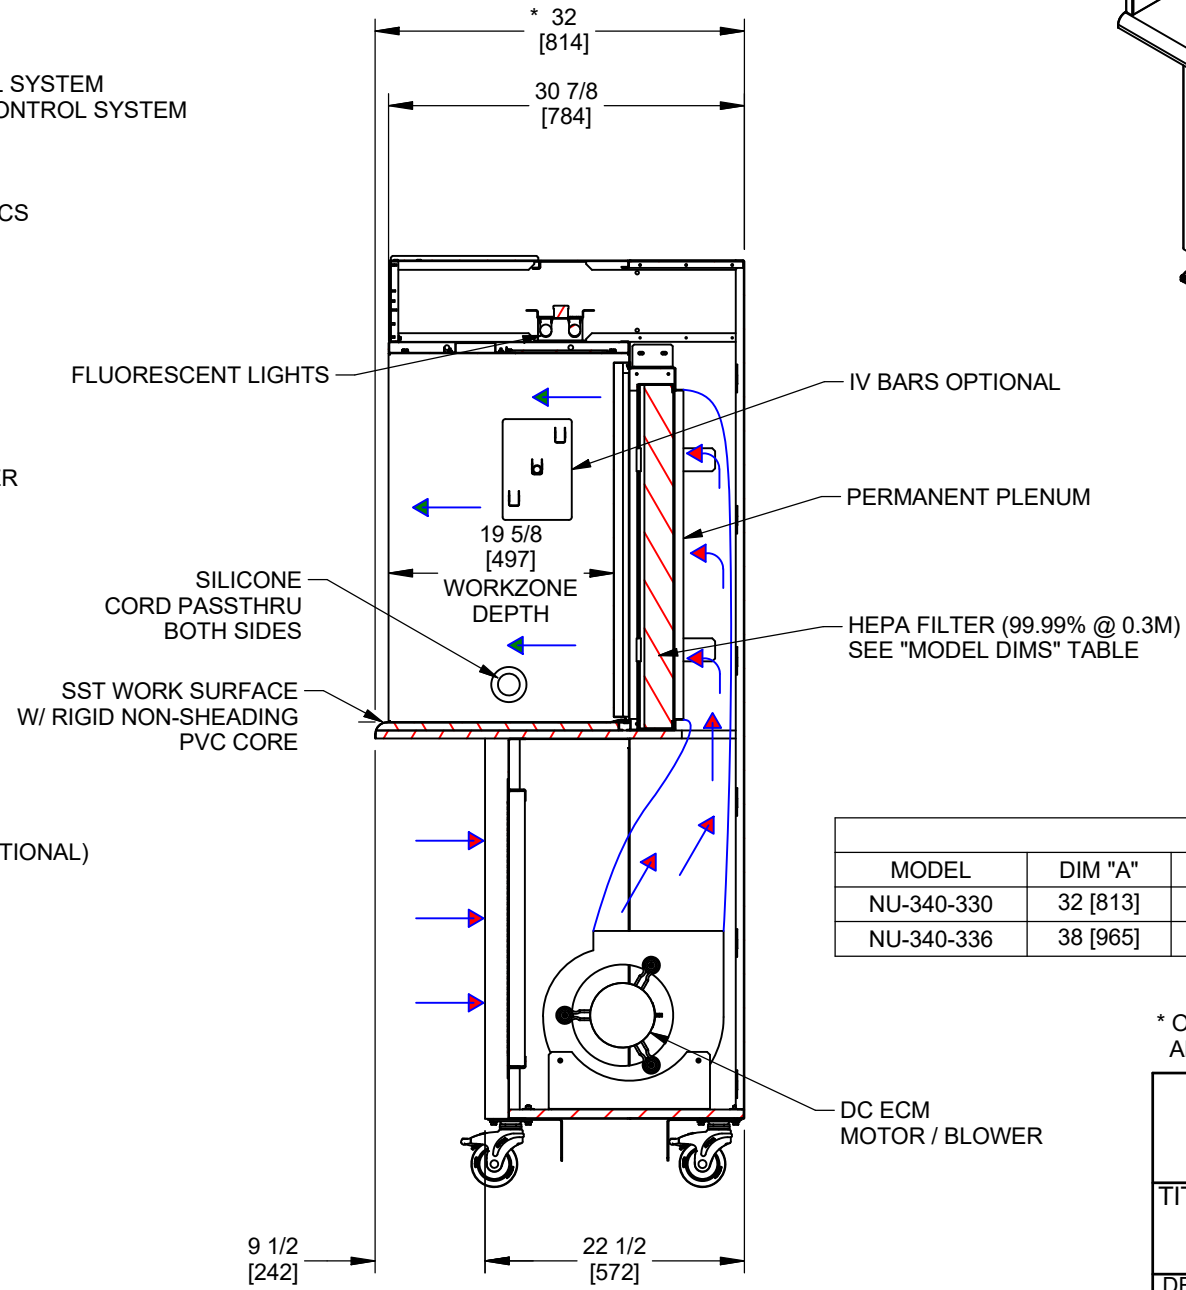 * 32
[814]
30 7/8
[784]
L SYSTEM
ONTROL SYSTEM
CS
FLUORESCENT LIGHTS
IV BARS OPTIONAL
ER
PERMANENT PLENUM
19 5/8
[497]
WORKZONE
DEPTH
SILICONE
CORD PASSTHRU
BOTH SIDES
HEPA FILTER (99.99% @ 0.3M)
SEE "MODEL DIMS" TABLE
SST WORK SURFACE
W/ RIGID NON-SHEADING
PVC CORE
TIONAL)
MODEL DIM "A"
NU-340-330 32 [813]
NU-340-336 38 [965]
DC ECM
MOTOR / BLOWER
TIT
9 1/2
[242]
22 1/2
[572]